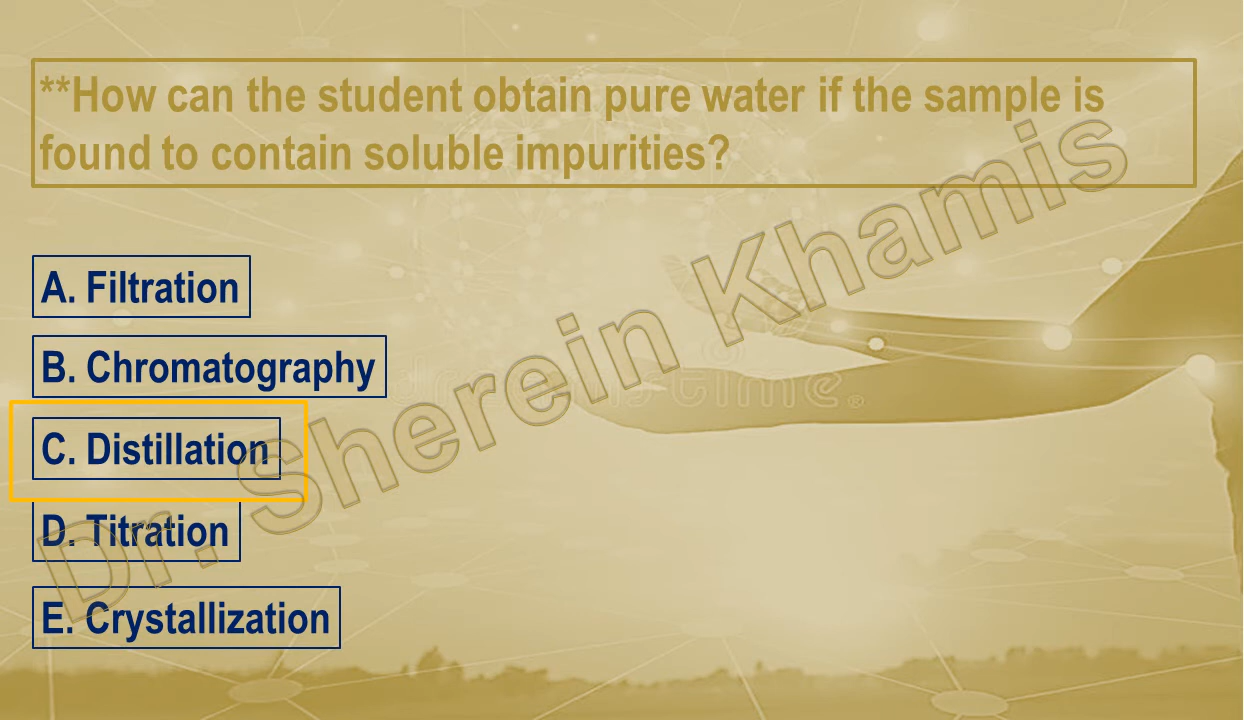 **How can the student obtain pure water if the sample is
found to contain soluble impurities?
A. Filtration
B. Chromatography
C. Distillation
D. Titration
E. Crystallization
Dr. Sherein Khamis